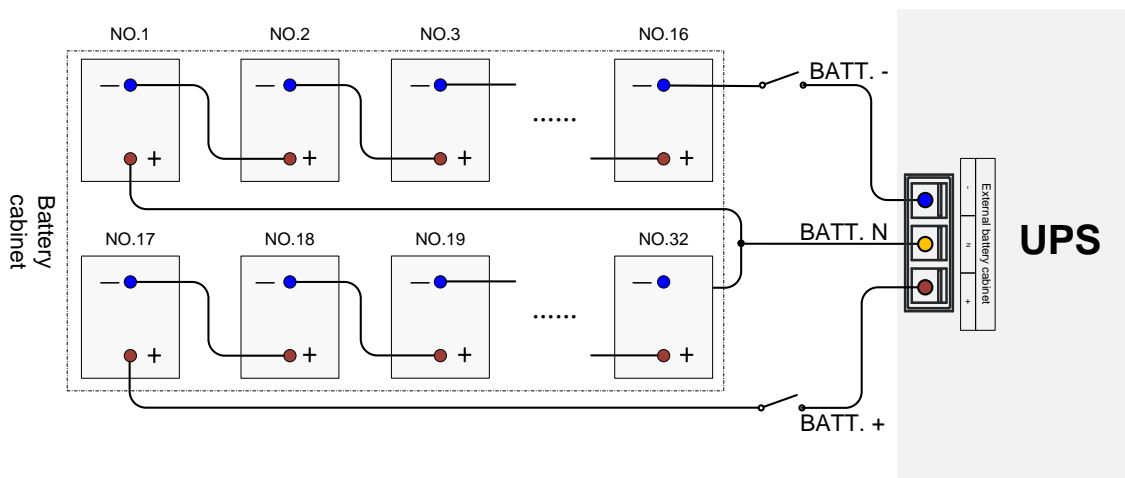 NO.1 NO.2 NO.3 NO.16
BATT. -
— — — —
......
+ + + +
Battery
cabinet
External battery cabinet
- N +
UPS
BATT. N
NO.17 NO.18 NO.19 NO.32
— — — —
......
+ + + +
BATT. +